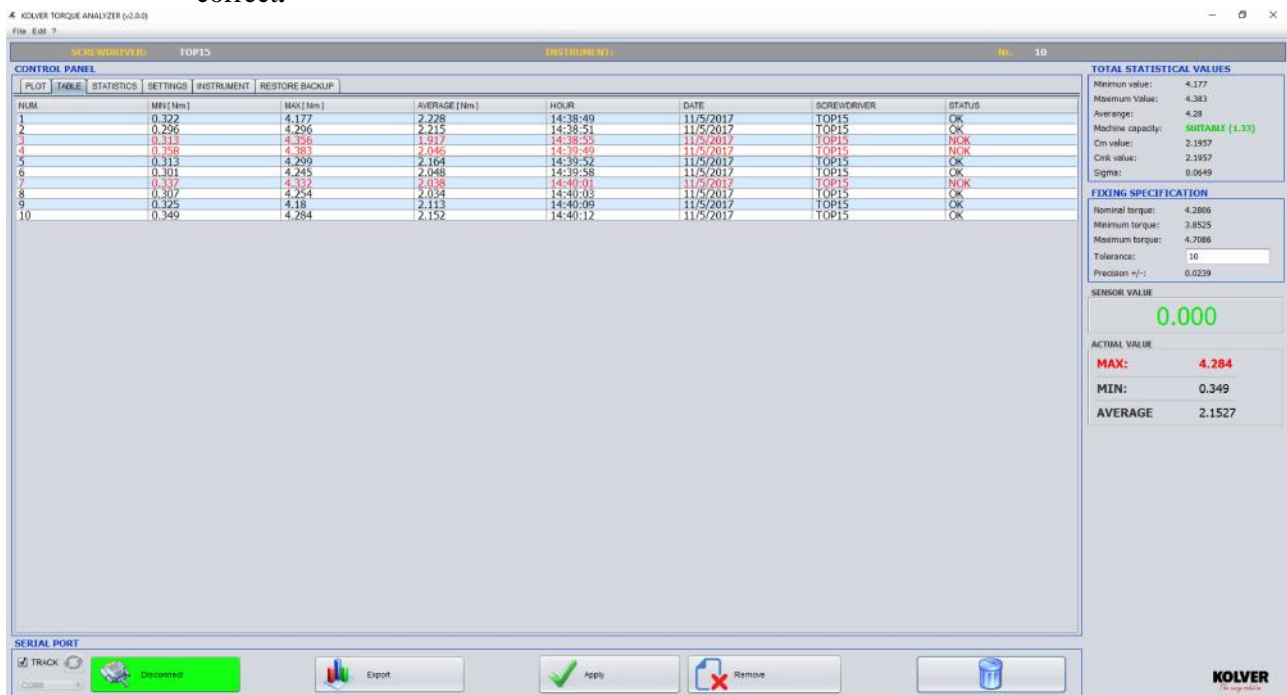 correct.
KOLVER TORQUE ANALYZER (v2.0.0)
File Edit ?
SCREWDRIVER: TOP15 INSTRUMENT: Nr. 10
CONTROL PANEL
PLOT TABLE STATISTICS SETTINGS INSTRUMENT RESTORE BACKUP
NUM. MIN [ Nm ] MAX [ Nm ] AVERAGE [ Nm ] HOUR DATE SCREWDRIVER STATUS
1 0.322 4.177 2.228 14:38:49 11/5/2017 TOP15 OK
2 0.296 4.296 2.215 14:38:51 11/5/2017 TOP15 OK
3 0.313 4.356 1.917 14:38:55 11/5/2017 TOP15 NOK
4 0.358 4.383 2.046 14:39:49 11/5/2017 TOP15 NOK
5 0.313 4.299 2.164 14:39:52 11/5/2017 TOP15 OK
6 0.301 4.245 2.048 14:39:58 11/5/2017 TOP15 OK
7 0.337 4.332 2.038 14:40:01 11/5/2017 TOP15 NOK
8 0.307 4.254 2.034 14:40:03 11/5/2017 TOP15 OK
9 0.325 4.18 2.113 14:40:09 11/5/2017 TOP15 OK
10 0.349 4.284 2.152 14:40:12 11/5/2017 TOP15 OK
TOTAL STATISTICAL VALUES
Minimun value: 4.177
Maximum Value: 4.383
Averange: 4.28
Machine capacity: SUITABLE (1.33)
Cm value: 2.1957
Cmk value: 2.1957
Sigma: 0.0649
FIXING SPECIFICATION
Nominal torque: 4.2806
Minimum torque: 3.8525
Maximum torque: 4.7086
Tolerance: 10
Precision +/-: 0.0239
SENSOR VALUE
0.000
ACTUAL VALUE
MAX: 4.284
MIN: 0.349
AVERAGE 2.1527
SERIAL PORT
TRACK
Disconnect
Export
Apply
Remove
KOLVER